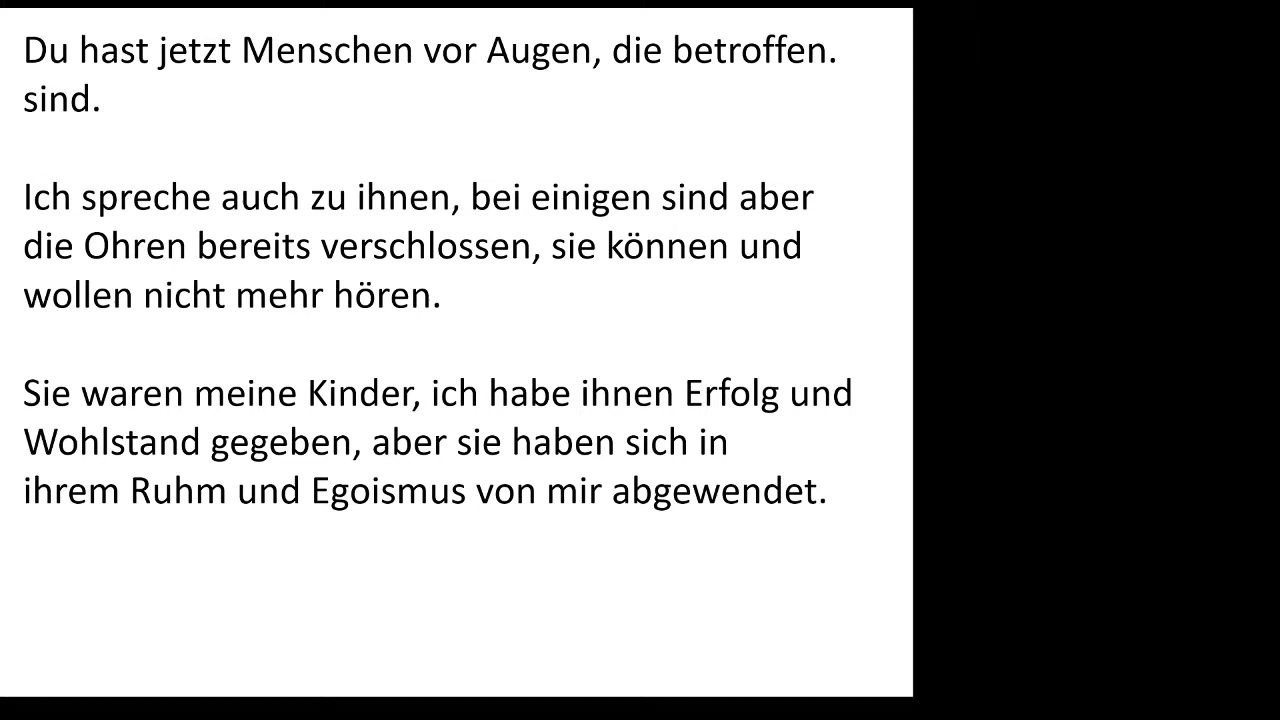 Du hast jetzt Menschen vor Augen, die betroffen.
sind.
Ich spreche auch zu ihnen, bei einigen sind aber
die Ohren bereits verschlossen, sie können und
wollen nicht mehr hören.
Sie waren meine Kinder, ich habe ihnen Erfolg und
Wohlstand gegeben, aber sie haben sich in
ihrem Ruhm und Egoismus von mir abgewendet.